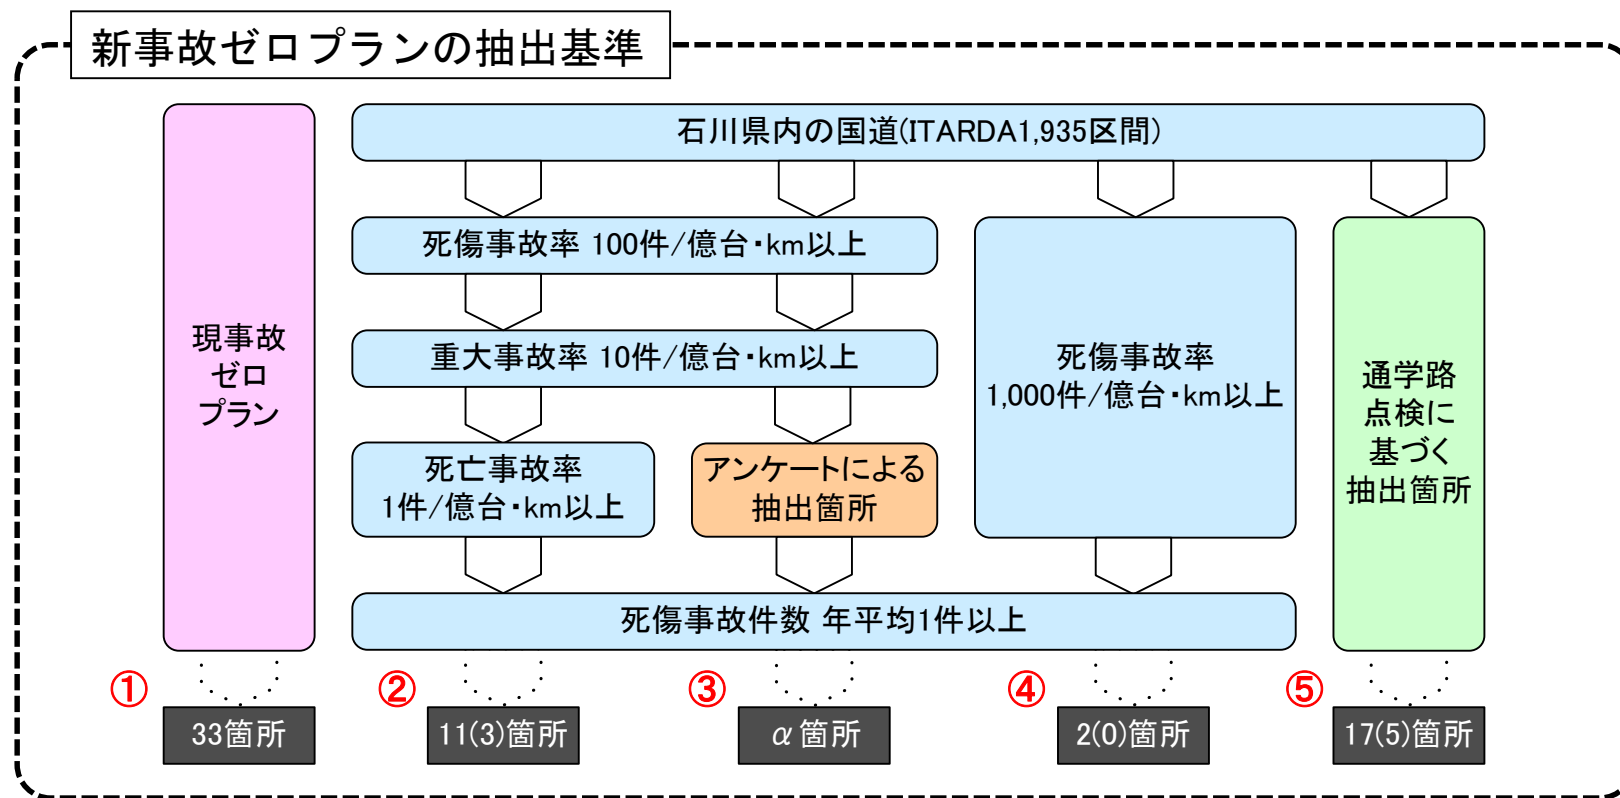 新事故ゼロプランの抽出基準
石川県内の国道(ITARDA1,935区間)
現事故
ゼロ
プラン
死傷事故率 100件/億台・km以上
重大事故率 10件/億台・km以上
死亡事故率
1件/億台・km以上
アンケートによる
抽出箇所
死傷事故率
1,000件/億台・km以上
通学路
点検に
基づく
抽出箇所
死傷事故件数 年平均1件以上
①
33箇所
②
11(3)箇所
③
α箇所
④
2(0)箇所
⑤
17(5)箇所